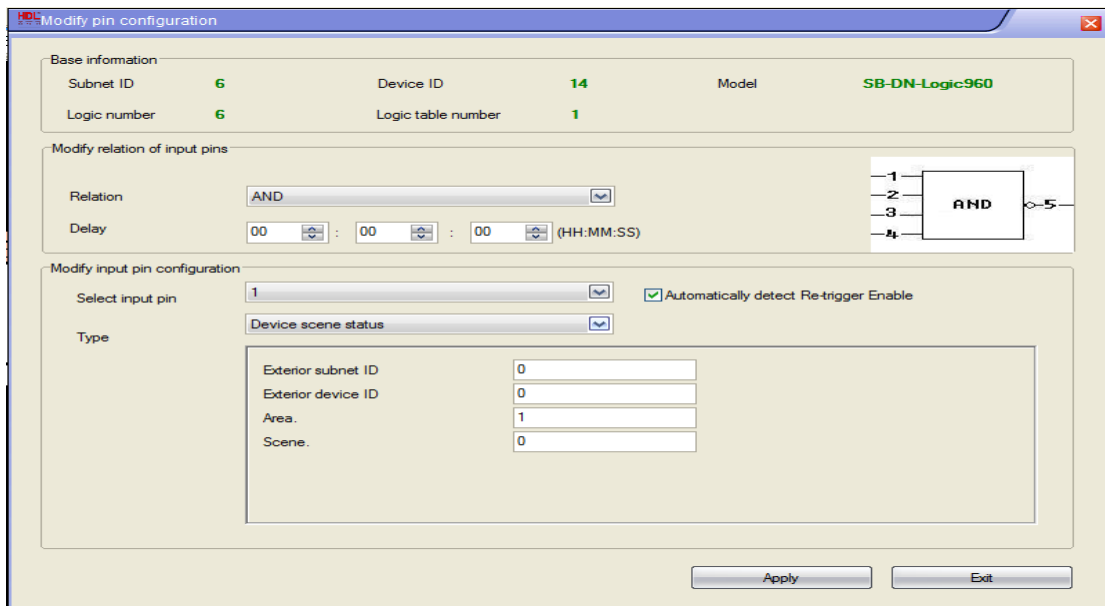 HDL Modify pin configuration
Base information
Subnet ID 6 Device ID 14 Model SB-DN-Logic960
Logic number 6 Logic table number 1
Modify relation of input pins
Relation AND
Delay 00 : 00 : 00 (HH:MM:SS)
1
2
3
4
AND
5
Modify input pin configuration
Select input pin 1 Automatically detect Re-trigger Enable
Type Device scene status
Exterior subnet ID 0
Exterior device ID 0
Area. 1
Scene. 0
Apply Exit